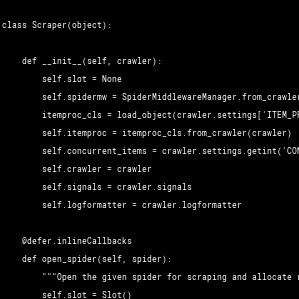 class Scraper(object):
def __init__(self, crawler):
self.slot = None
self.spidermw = SpiderMiddlewareManager.from_crawler
itemproc_cls = load_object(crawler.settings['ITEM_PR
self.itemproc = itemproc_cls.from_crawler(crawler)
self.concurrent_items = crawler.settings.getint('CON
self.crawler = crawler
self.signals = crawler.signals
self.logformatter = crawler.logformatter
@defer.inlineCallbacks
def open_spider(self, spider):
"""Open the given spider for scraping and allocate
self.slot = Slot()